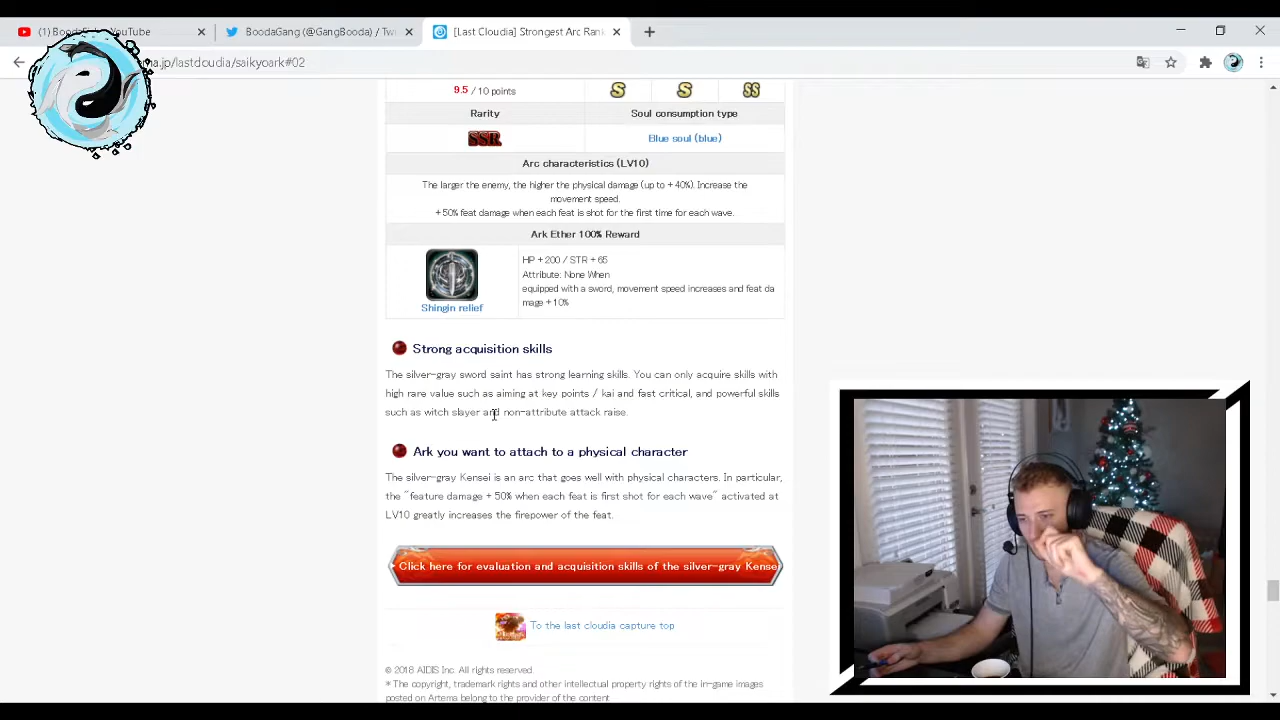 (1) Booda
YouTube
BoodaGang (@GangBooda) / Twi
[Last Cloudia] Strongest Arc Rank
ma.jp/lastcloudia/saikyoark#02
9.5 / 10 points
S
S
SS
Rarity
Soul consumption type
SSR
Blue soul (blue)
Arc characteristics (LV10)
The larger the enemy, the higher the physical damage (up to + 40%). Increase the
movement speed.
+ 50% feat damage when each feat is shot for the first time for each wave.
Ark Ether 100% Reward
HP + 200 / STR + 65
Attribute: None When
equipped with a sword, movement speed increases and feat da
mage + 10%
Shingin relief
Strong acquisition skills
The silver-gray sword saint has strong learning skills. You can only acquire skills with
high rare value such as aiming at key points / kai and fast critical, and powerful skills
such as witch slayer and non-attribute attack raise.
Ark you want to attach to a physical character
The silver-gray Kensei is an arc that goes well with physical characters. In particular,
the "feature damage + 50% when each feat is first shot for each wave" activated at
LV10 greatly increases the firepower of the feat.
Click here for evaluation and acquisition skills of the silver-gray Kense
To the last cloudia capture top
© 2018 AIDIS Inc. All rights reserved.
* The copyright, trademark rights and other intellectual property rights of the in-game images
posted on Artema belong to the provider of the content